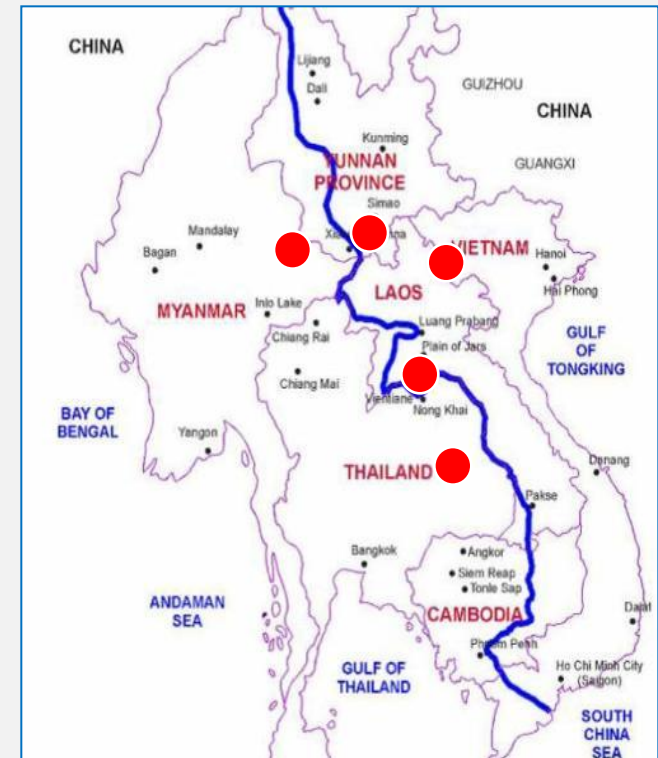 CHINA
Lijiang
Dali
GUIZHOU
CHINA
Kunming
YUNNAN
PROVINCE
GUANGXI
Simao
Mandalay
Bagan
VIETNAM
Hanoi
Hai Phong
LAOS
MYANMAR
Inlo Lake
Chiang Rai
Luang Prabang
Plain of Jars
GULF
OF
TONGKING
Chiang Mai
Vientiane
Nong Khai
BAY OF
BENGAL
Yangon
THAILAND
Danang
Pakse
Bangkok
Angkor
Siem Reap
Tonle Sap
ANDAMAN
SEA
CAMBODIA
Phnom Penh
GULF OF
THAILAND
Ho Chi Minh City
(Saigon)
SOUTH
CHINA
SEA